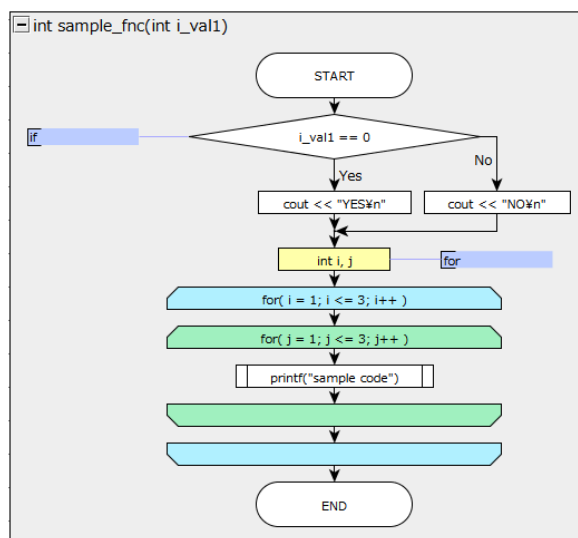 int sample_fnc(int i_val1)
START
if
i_val1 == 0
No
Yes
cout << "YES¥n"
cout << "NO¥n"
int i, j
for
for( i = 1; i <= 3; i++ )
for( j = 1; j <= 3; j++ )
printf("sample code")
END